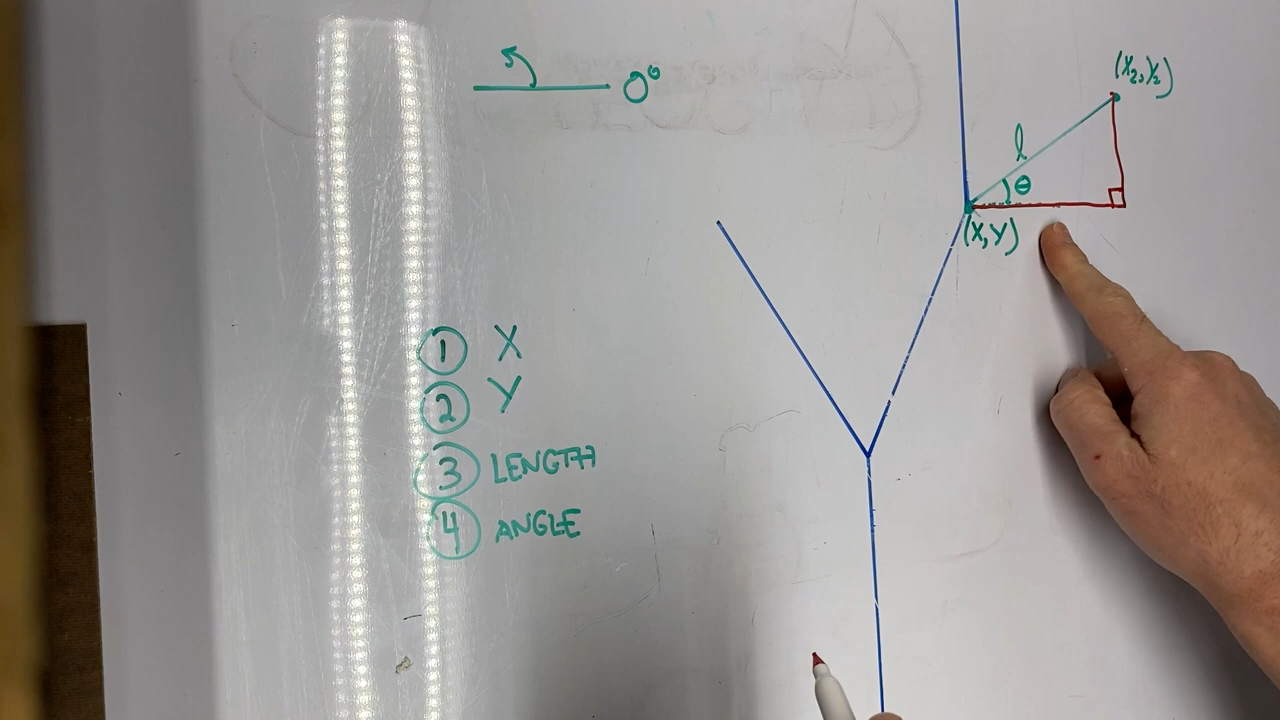 0°
(X₂,Y₂)
l
θ
(X,Y)
① X
② Y
③ LENGTH
④ ANGLE